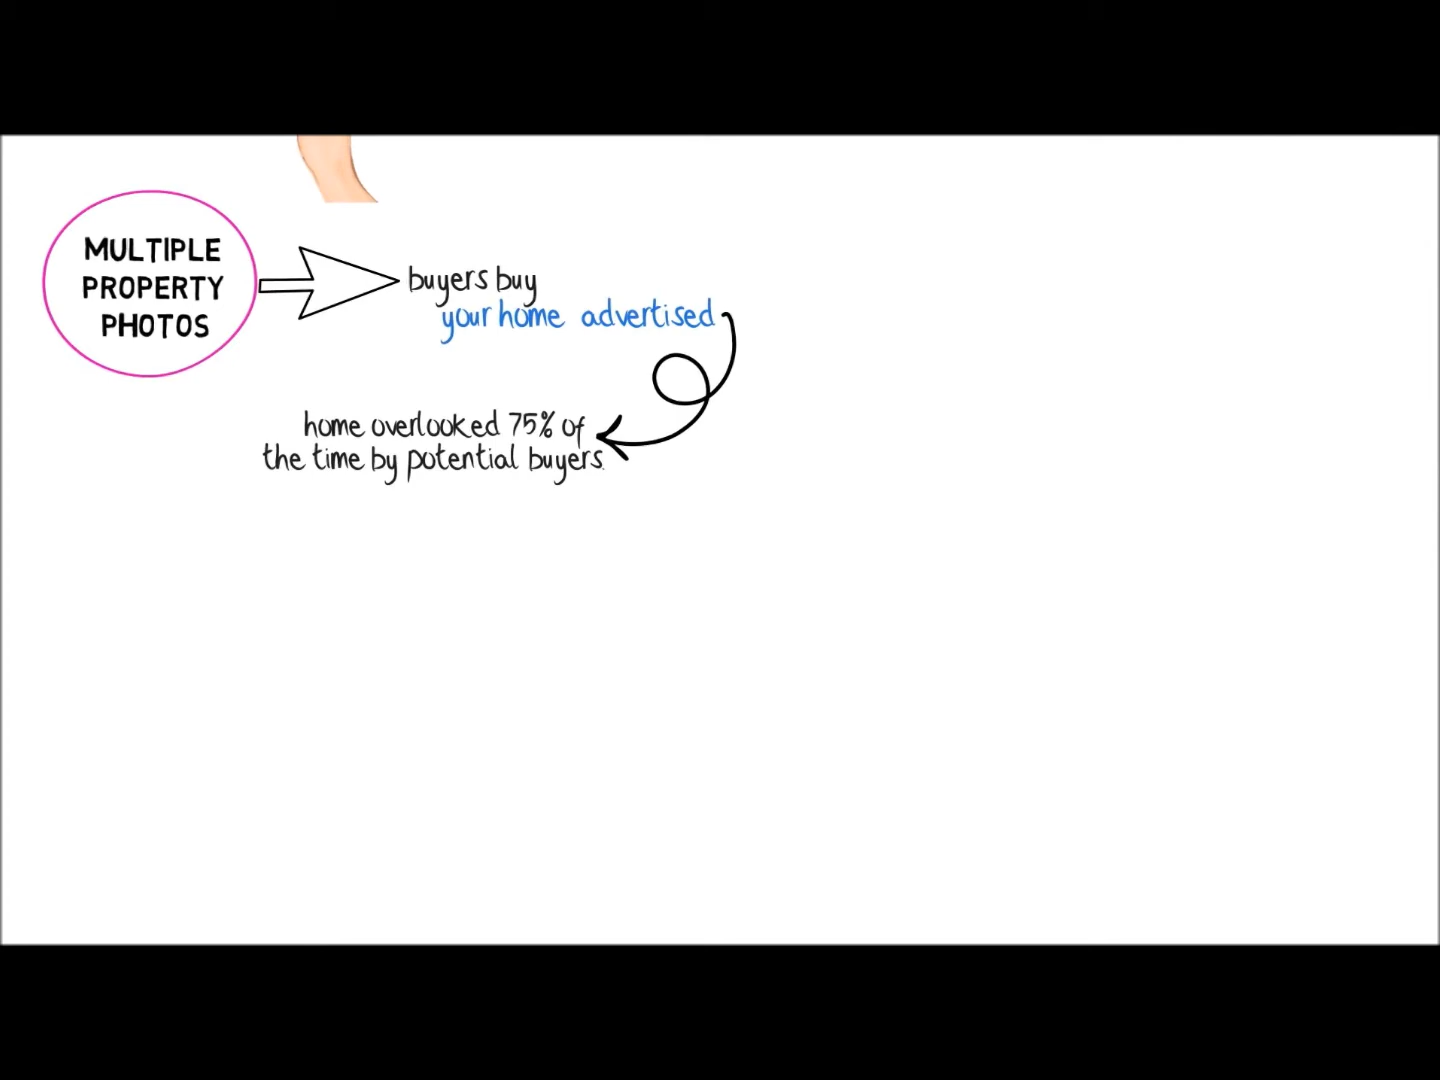 MULTIPLE
PROPERTY
PHOTOS
buyers buy
your home advertised
home overlooked 75% of
the time by potential buyers.